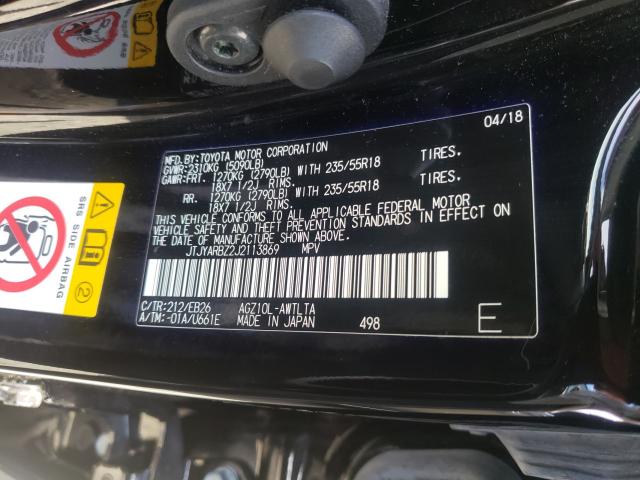 04/18
MFD.BY:TOYOTA MOTOR CORPORATION
GVWR:2310KG (5090LB)
GAWR:FRT. 1270KG (2790LB) WITH 235/55R18 TIRES.
18X7 1/2J RIMS.
RR. 1270KG (2790LB) WITH 235/55R18 TIRES.
18X7 1/2J RIMS.
THIS VEHICLE CONFORMS TO ALL APPLICABLE FEDERAL MOTOR
VEHICLE SAFETY AND THEFT PREVENTION STANDARDS IN EFFECT ON
THE DATE OF MANUFACTURE SHOWN ABOVE.
JTJYARBZ2J2113869 MPV
C/TR:212/EB26 AGZ10L-AWTLTA
A/TM:-01A/U661E MADE IN JAPAN 498
E
SRS SIDE AIRBAG